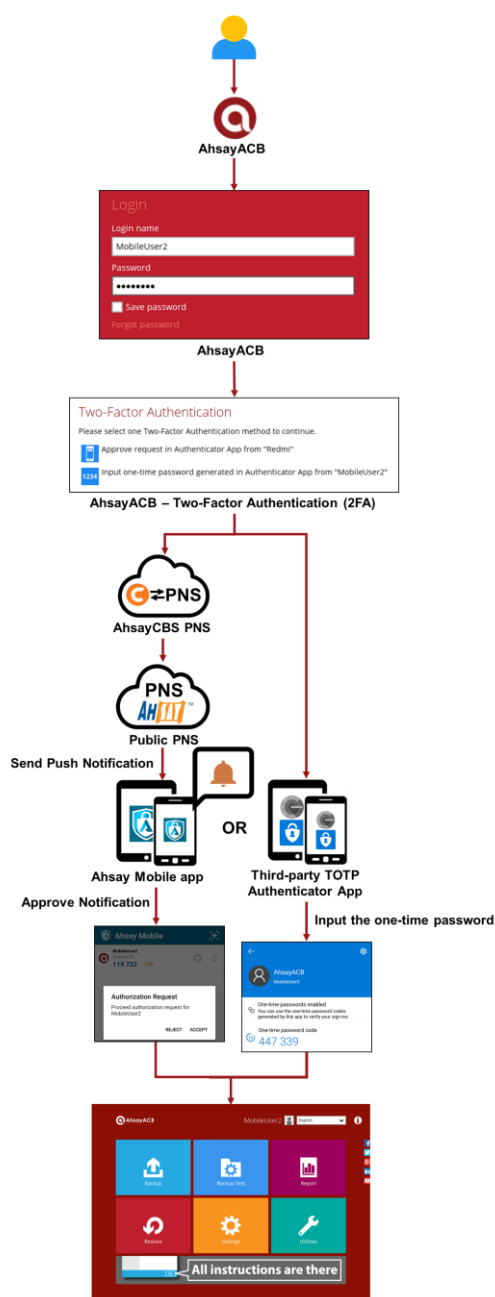 AhsayACB
Login
Login name
MobileUser2
Password
Save password
Forgot password
AhsayACB
Two-Factor Authentication
Please select one Two-Factor Authentication method to continue.
Approve request in Authenticator App from "Redmi"
1234
Input one-time password generated in Authenticator App from "MobileUser2"
AhsayACB – Two-Factor Authentication (2FA)
C PNS
AhsayCBS PNS
PNS
AHSAY™
Public PNS
Send Push Notification
OR
Ahsay Mobile app
Third-party TOTP
Authenticator App
Approve Notification
Input the one-time password
Ahsay Mobile
MobileUser2
AhsayACB
119 722
Authorization Request
Proceed authorization request for
MobileUser2
REJECT ACCEPT
AhsayACB
MobileUser2
One-time passwords enabled
You can use the one-time password codes
generated by this app to verify your sign-ins
One-time password code
447 339
AhsayACB
MobileUser2
English
Backup
Backup Sets
Report
Restore
Settings
Utilities
All instructions are there